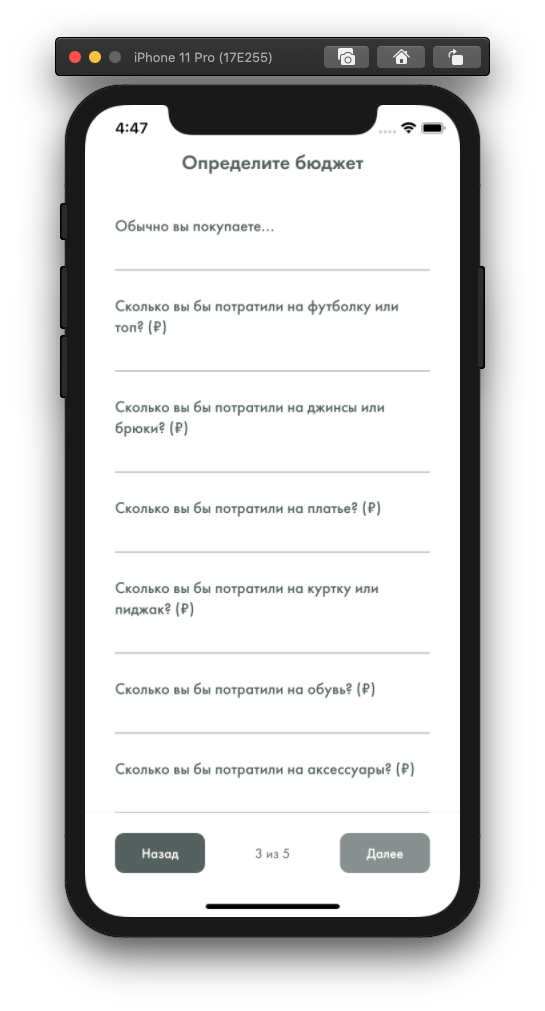 iPhone 11 Pro (17E255)
4:47
Определите бюджет
Обычно вы покупаете...
Сколько вы бы потратили на футболку или
топ? (₽)
Сколько вы бы потратили на джинсы или
брюки? (₽)
Сколько вы бы потратили на платье? (₽)
Сколько вы бы потратили на куртку или
пиджак? (₽)
Сколько вы бы потратили на обувь? (₽)
Сколько вы бы потратили на аксессуары? (₽)
Назад
3 из 5
Далее